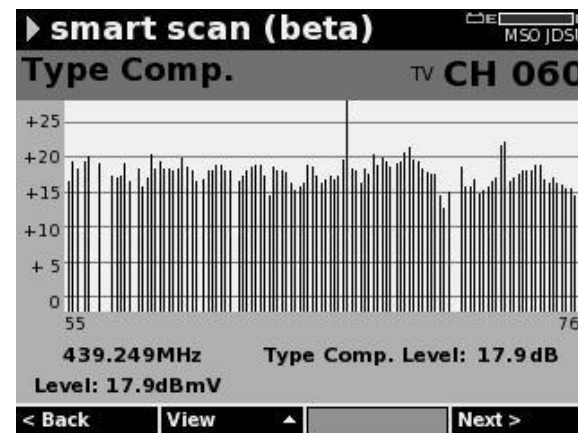 smart scan (beta)
E
MSO JDSU
Type Comp.
TV CH 060
+25
+20
+15
+10
+ 5
0
55
76
439.249MHz
Type Comp. Level: 17.9dB
Level: 17.9dBmV
< Back
View
Next >